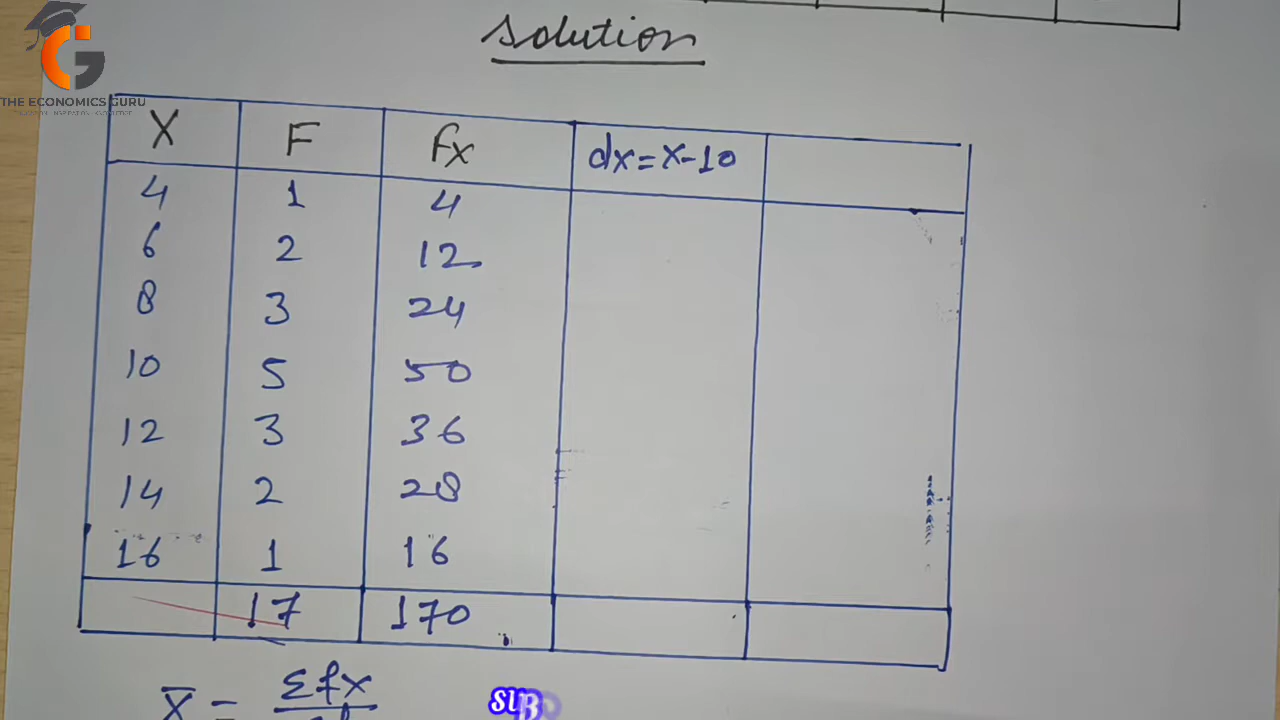 G
THE ECONOMICS GURU
Solution
X F fx dx=x-10
4 1 4
6 2 12
8 3 24
10 5 50
12 3 36
14 2 28
16 1 16
17 170
X̄ = Σfx
SUB